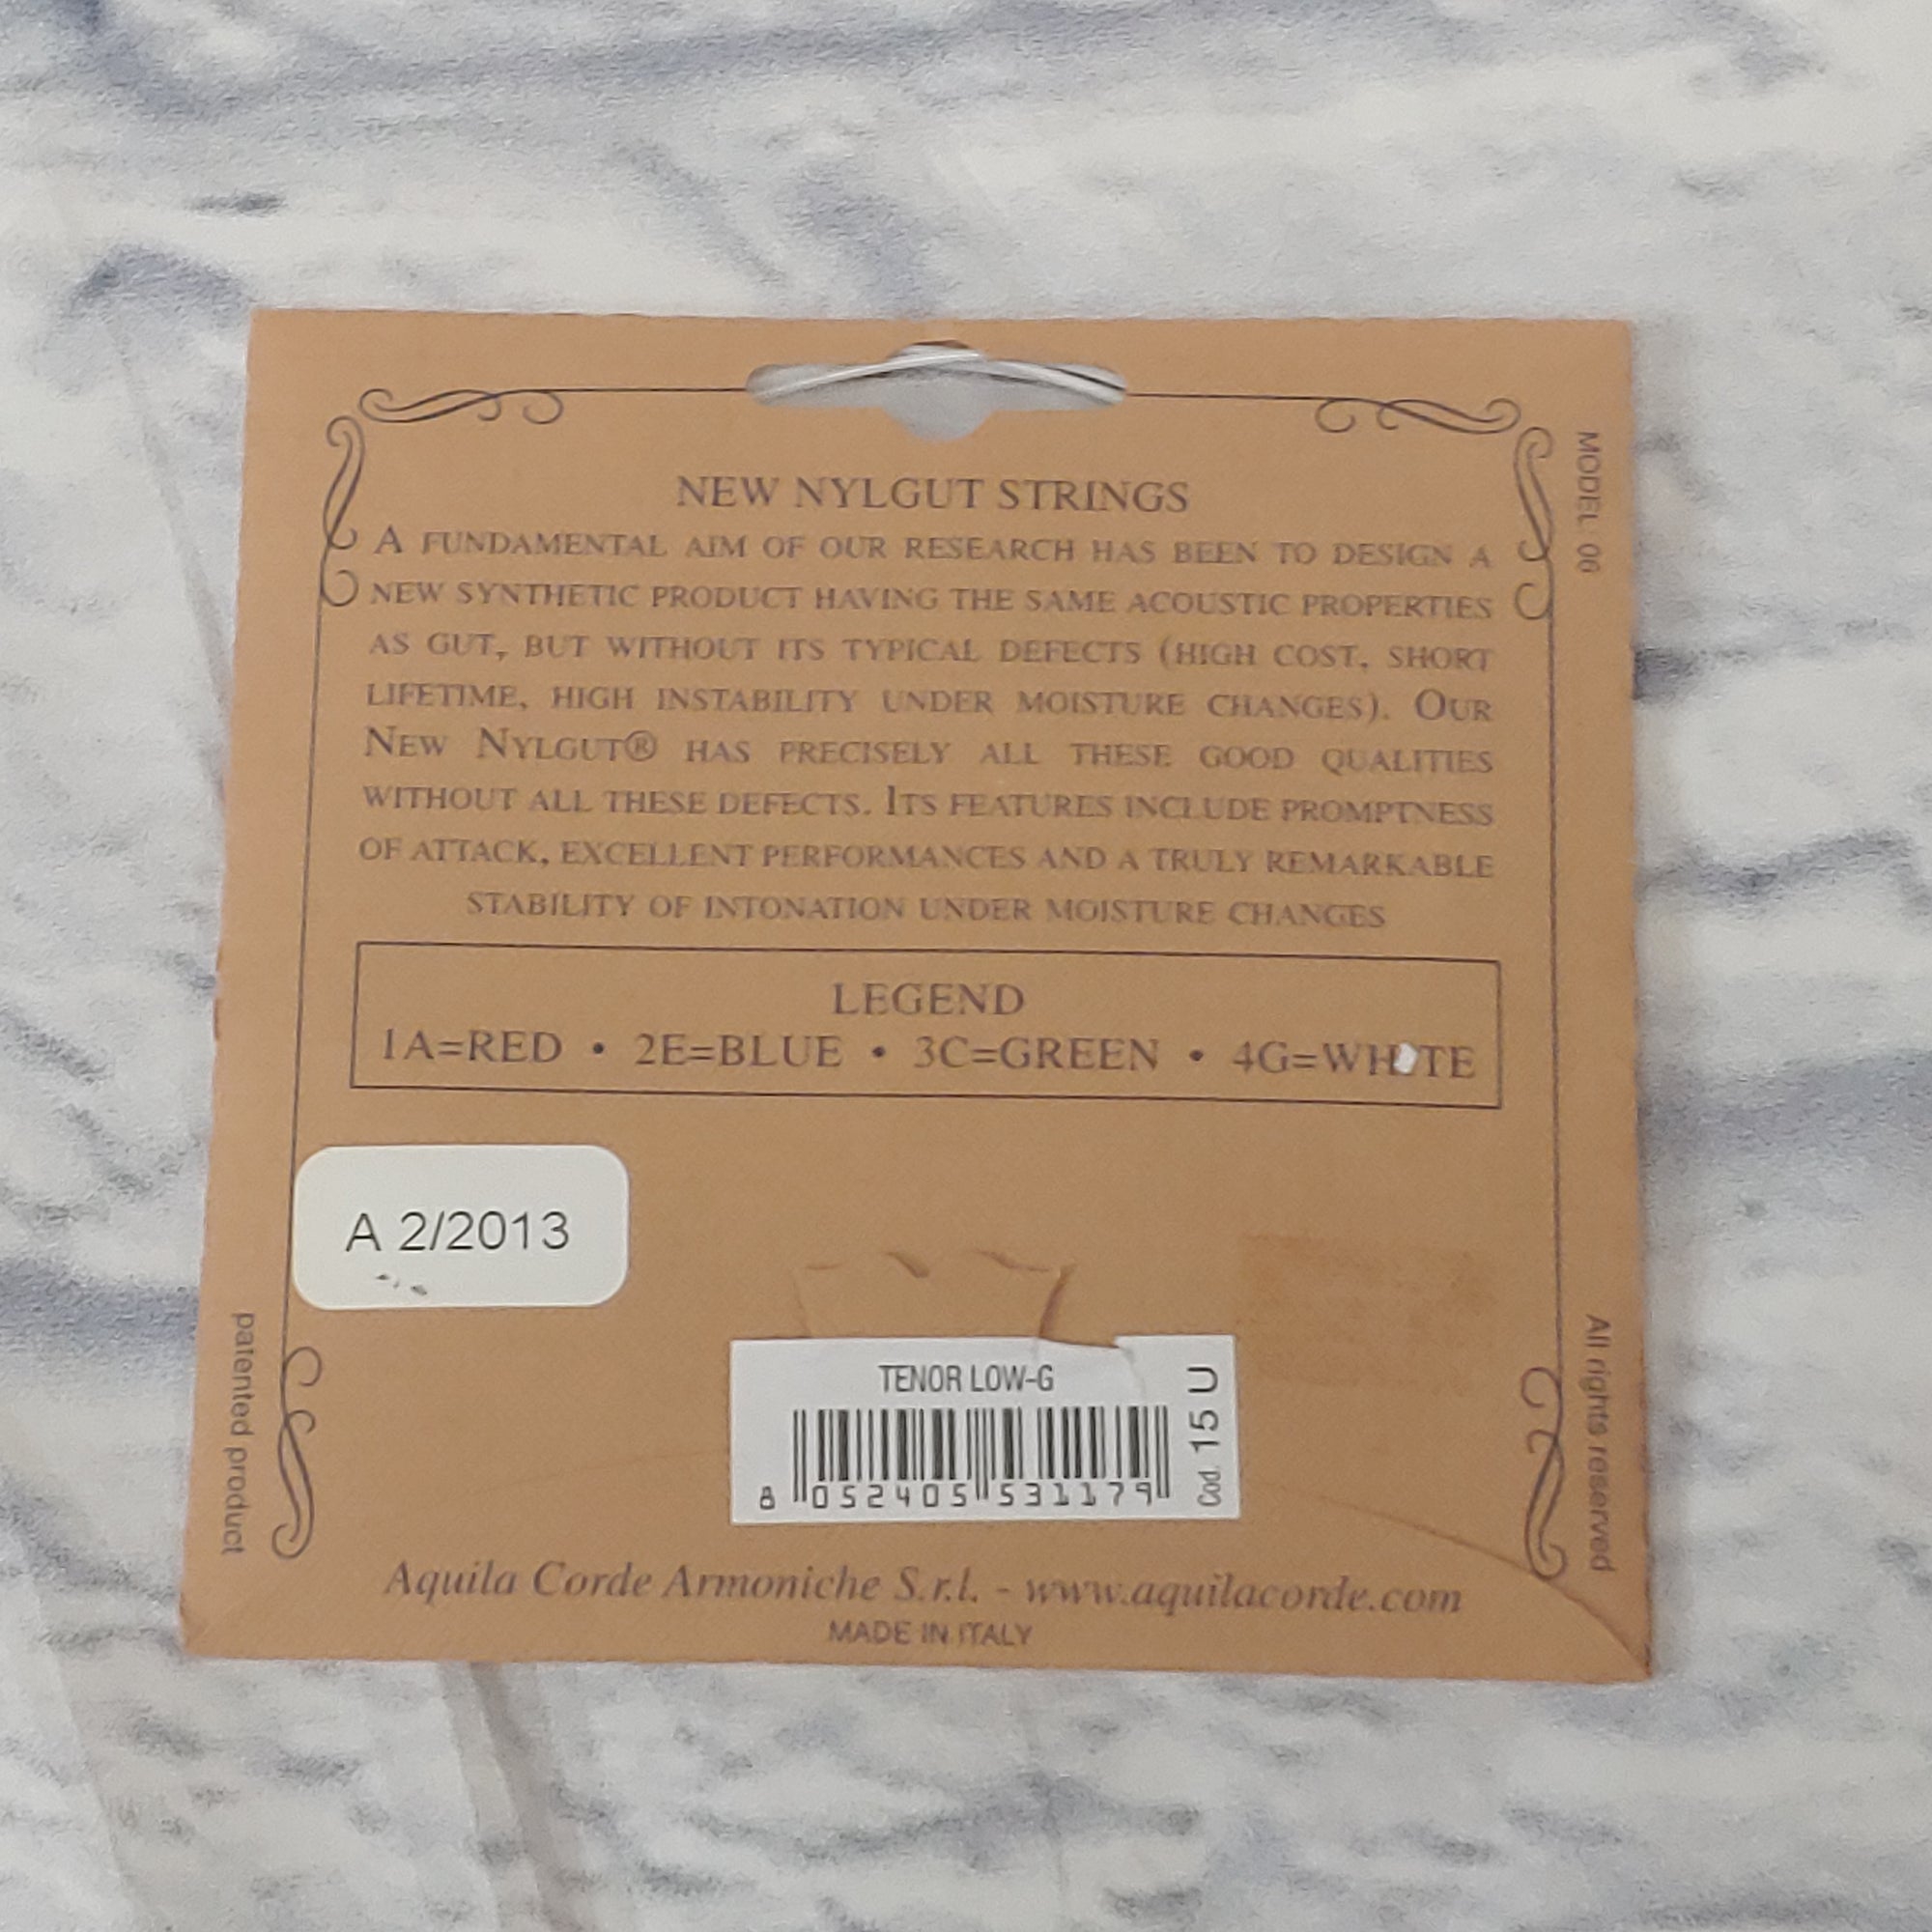 NEW NYLGUT STRINGS
A FUNDAMENTAL AIM OF OUR RESEARCH HAS BEEN TO DESIGN A
NEW SYNTHETIC PRODUCT HAVING THE SAME ACOUSTIC PROPERTIES
AS GUT, BUT WITHOUT ITS TYPICAL DEFECTS (HIGH COST, SHORT
LIFETIME, HIGH INSTABILITY UNDER MOISTURE CHANGES). OUR
NEW NYLGUT® HAS PRECISELY ALL THESE GOOD QUALITIES
WITHOUT ALL THESE DEFECTS. ITS FEATURES INCLUDE PROMPTNESS
OF ATTACK, EXCELLENT PERFORMANCES AND A TRULY REMARKABLE
STABILITY OF INTONATION UNDER MOISTURE CHANGES
LEGEND
1A=RED • 2E=BLUE • 3C=GREEN • 4G=WHITE
A 2/2013
TENOR LOW-G
8 052405 531179
Cod. 15 U
Aquila Corde Armoniche S.r.l. - www.aquilacorde.com
MADE IN ITALY
patented product
MODEL 06
All rights reserved